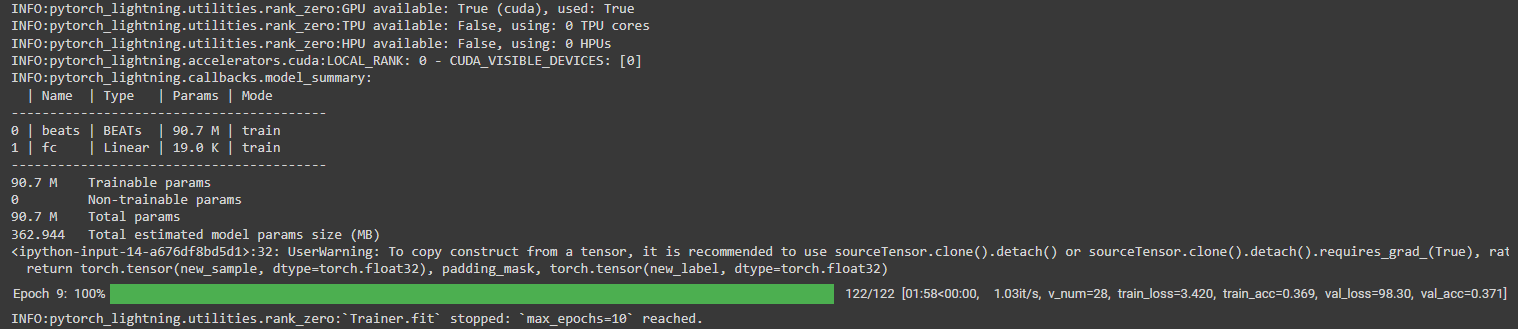 INFO:pytorch_lightning.utilities.rank_zero:GPU available: True (cuda), used: True
INFO:pytorch_lightning.utilities.rank_zero:TPU available: False, using: 0 TPU cores
INFO:pytorch_lightning.utilities.rank_zero:HPU available: False, using: 0 HPUs
INFO:pytorch_lightning.accelerators.cuda:LOCAL_RANK: 0 - CUDA_VISIBLE_DEVICES: [0]
INFO:pytorch_lightning.callbacks.model_summary:
  | Name  | Type   | Params | Mode
-----------------------------------------
0 | beats | BEATs  | 90.7 M | train
1 | fc    | Linear | 19.0 K | train
-----------------------------------------
90.7 M    Trainable params
0         Non-trainable params
90.7 M    Total params
362.944   Total estimated model params size (MB)
<ipython-input-14-a676df8bd5d1>:32: UserWarning: To copy construct from a tensor, it is recommended to use sourceTensor.clone().detach() or sourceTensor.clone().detach().requires_grad_(True), rat
  return torch.tensor(new_sample, dtype=torch.float32), padding_mask, torch.tensor(new_label, dtype=torch.float32)
Epoch 9: 100% 122/122 [01:58<00:00, 1.03it/s, v_num=28, train_loss=3.420, train_acc=0.369, val_loss=98.30, val_acc=0.371]
INFO:pytorch_lightning.utilities.rank_zero:`Trainer.fit` stopped: `max_epochs=10` reached.